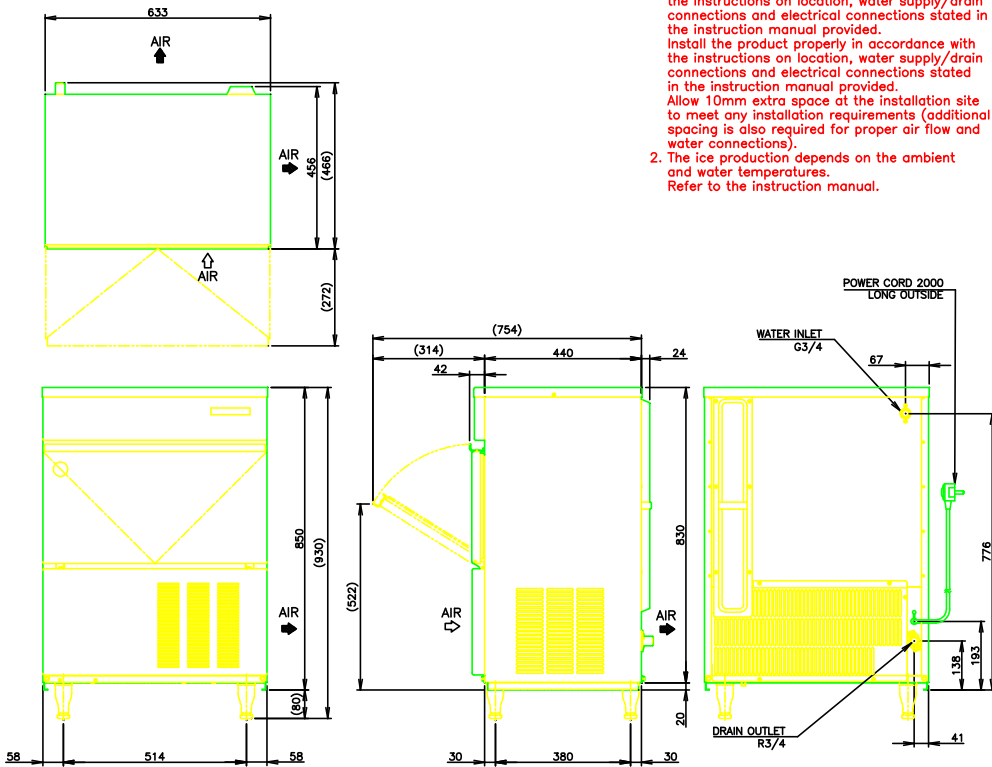 the instructions on location, water supply/drain
connections and electrical connections stated in
the instruction manual provided.
Install the product properly in accordance with
the instructions on location, water supply/drain
connections and electrical connections stated
in the instruction manual provided.
Allow 10mm extra space at the installation site
to meet any installation requirements (additional
spacing is also required for proper air flow and
water connections).
2. The ice production depends on the ambient
and water temperatures.
Refer to the instruction manual.
633
AIR
AIR
456
(466)
AIR
(272)
POWER CORD 2000
LONG OUTSIDE
(754)
WATER INLET
G3/4
(314)
440
24
67
42
850
(930)
830
776
(522)
AIR
AIR
AIR
138
193
(80)
20
DRAIN OUTLET
R3/4
41
58
514
58
30
380
30